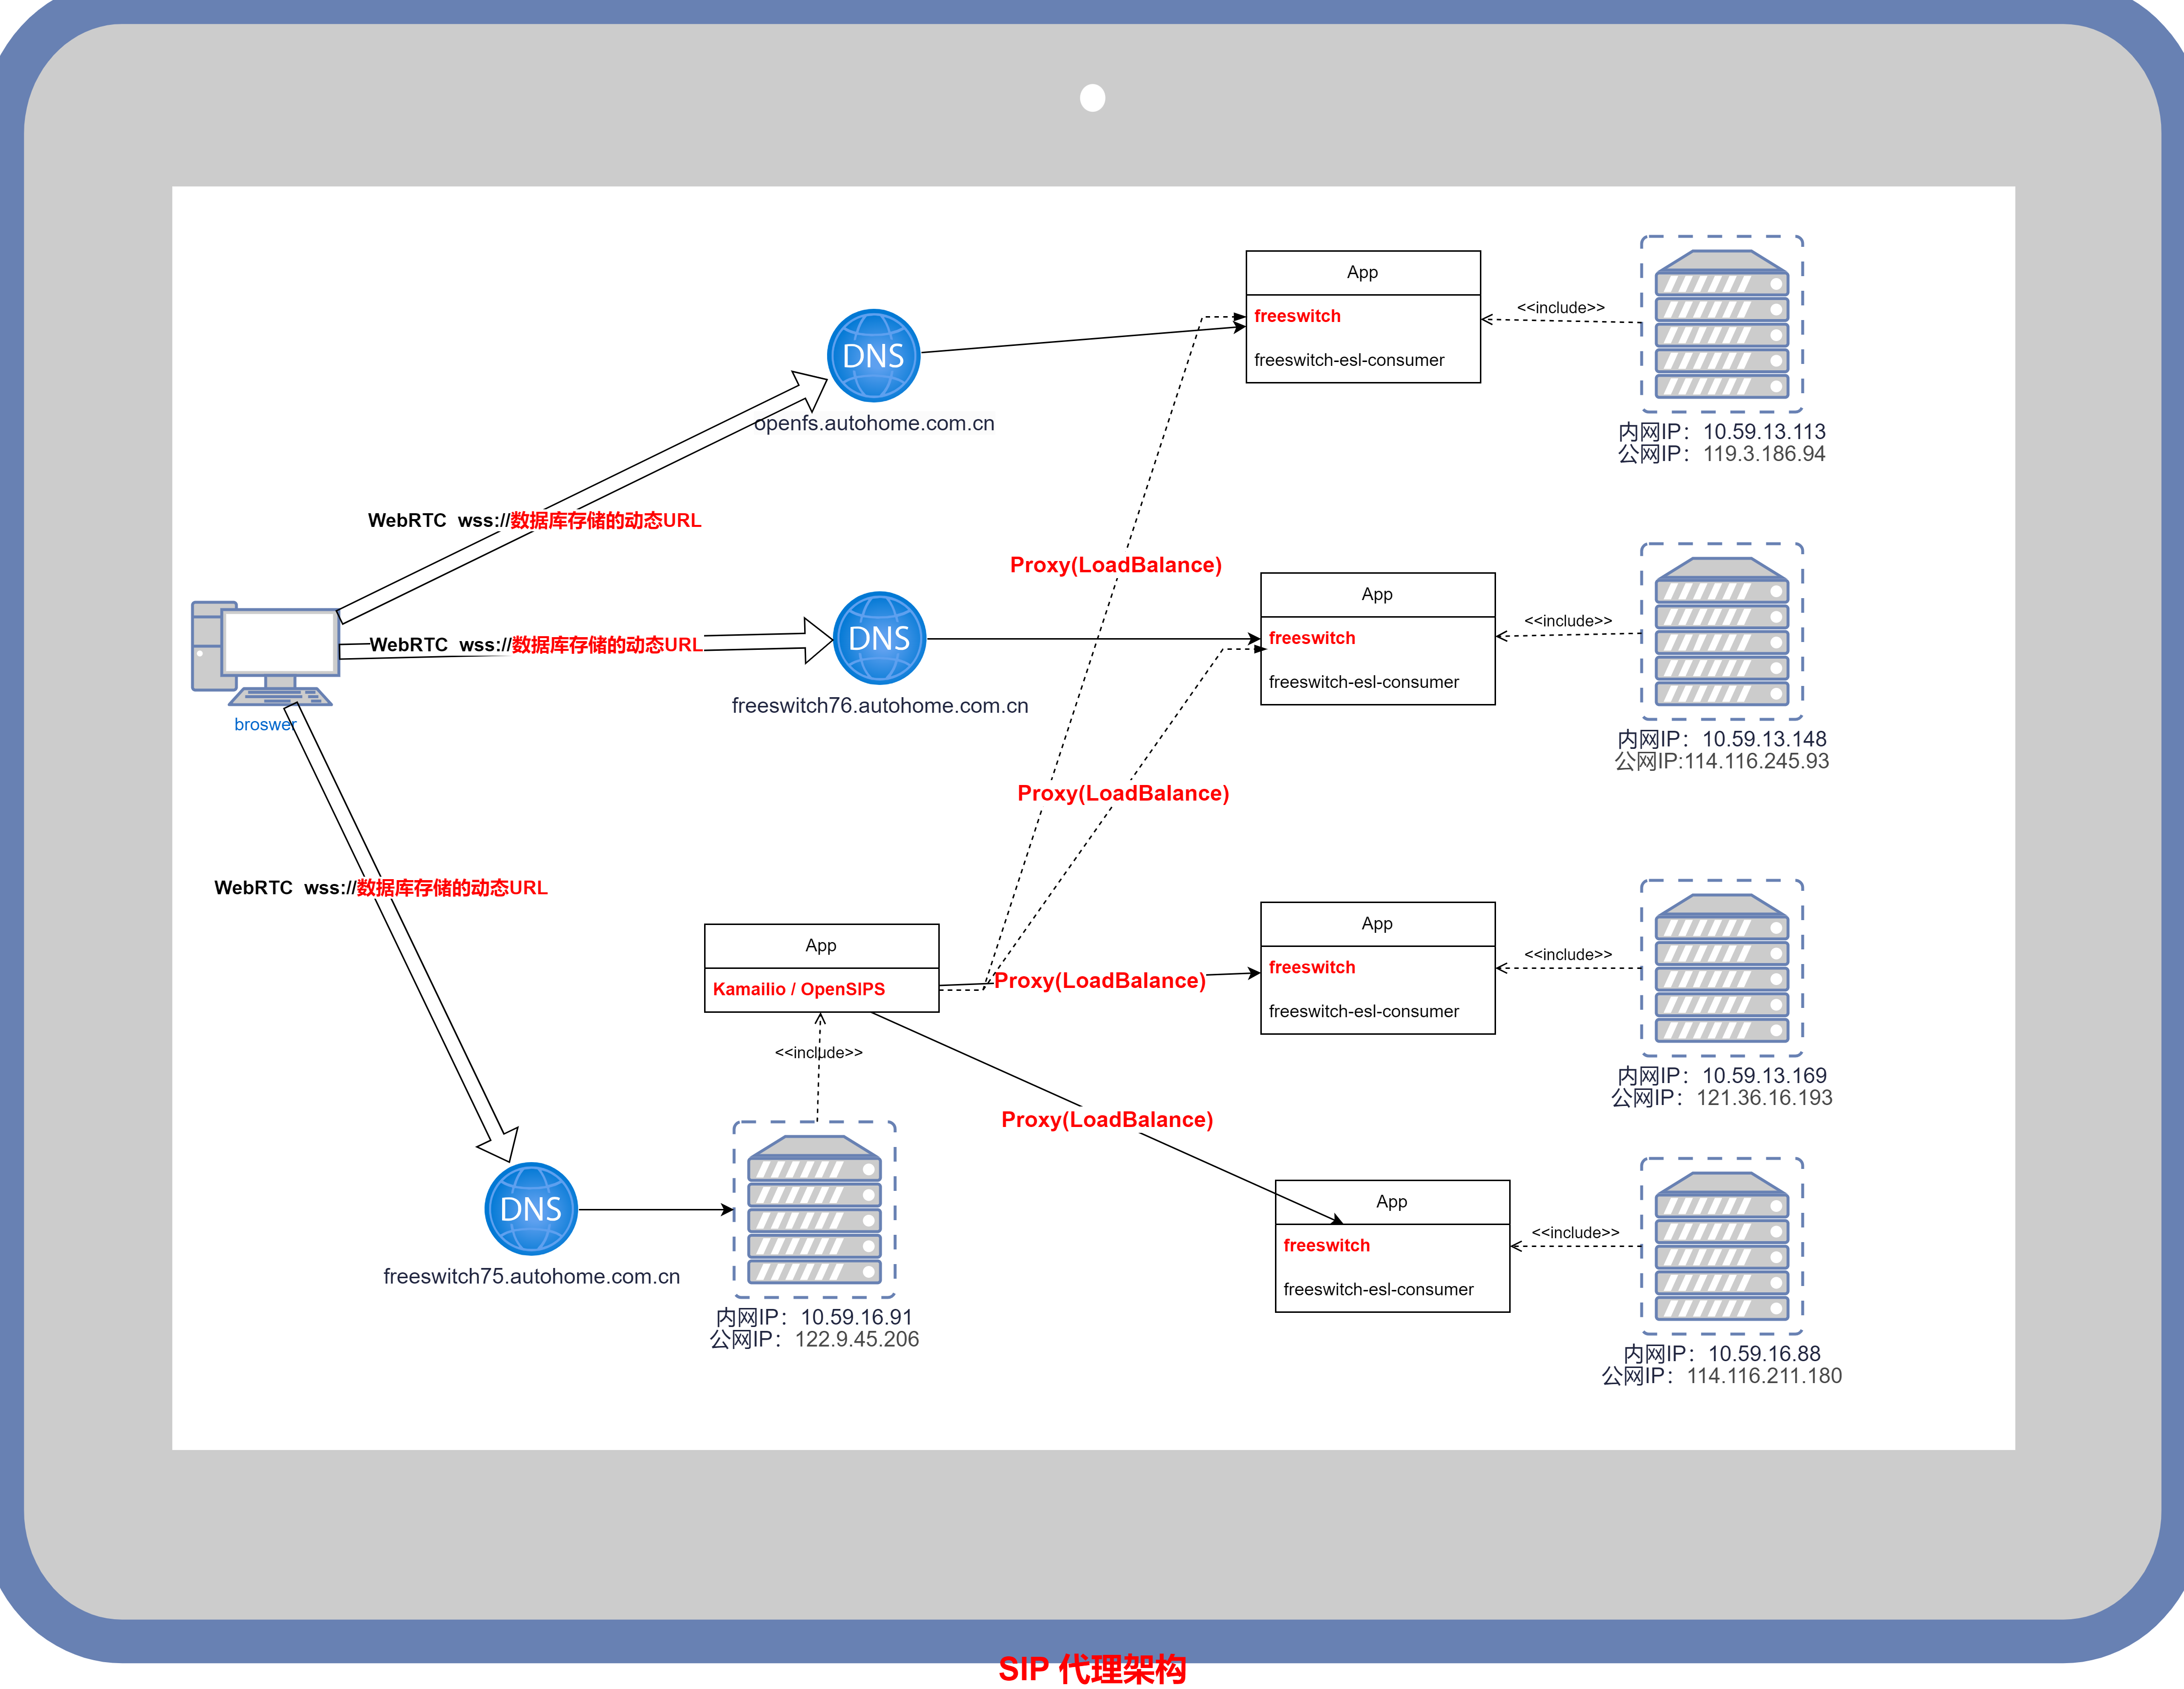 App
freeswitch
freeswitch-esl-consumer
<<include>>
内网IP：10.59.13.113
公网IP：119.3.186.94
DNS
openfs.autohome.com.cn
WebRTC  wss://数据库存储的动态URL
Proxy(LoadBalance)
App
freeswitch
freeswitch-esl-consumer
<<include>>
内网IP：10.59.13.148
公网IP:114.116.245.93
WebRTC  wss://数据库存储的动态URL
DNS
freeswitch76.autohome.com.cn
broswer
Proxy(LoadBalance)
WebRTC  wss://数据库存储的动态URL
App
Kamailio / OpenSIPS
Proxy(LoadBalance)
App
freeswitch
freeswitch-esl-consumer
<<include>>
内网IP：10.59.13.169
公网IP：121.36.16.193
<<include>>
Proxy(LoadBalance)
DNS
freeswitch75.autohome.com.cn
内网IP：10.59.16.91
公网IP：122.9.45.206
App
freeswitch
freeswitch-esl-consumer
<<include>>
内网IP：10.59.16.88
公网IP：114.116.211.180
SIP 代理架构